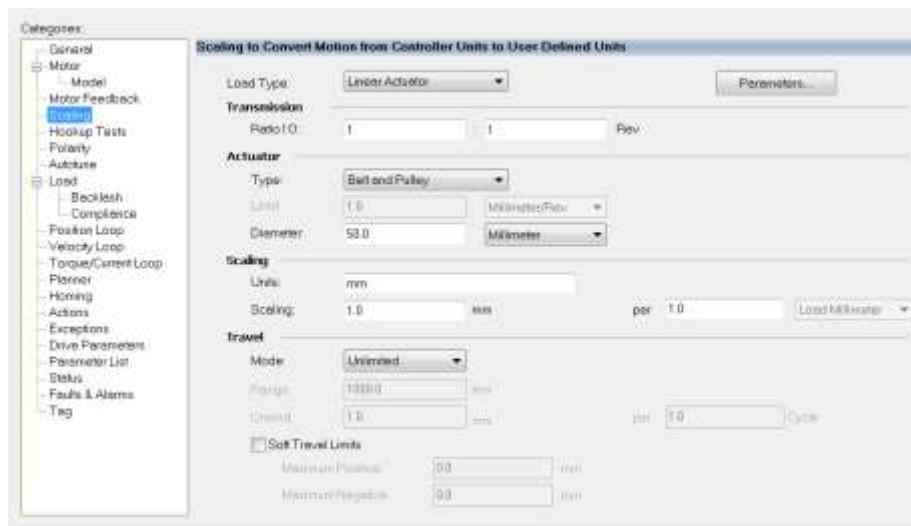 Categories:
General
Motor
Model
Motor Feedback
Scaling
Hookup Tests
Polarity
Autotune
Load
Backlash
Compliance
Position Loop
Velocity Loop
Torque/Current Loop
Planner
Homing
Actions
Exceptions
Drive Parameters
Parameter List
Status
Faults & Alarms
Tag
Scaling to Convert Motion from Controller Units to User Defined Units
Load Type: Linear Actuator Parameters...
Transmission
Ratio I:O: 1 : 1 Rev
Actuator
Type: Belt and Pulley
Lead: 1.0 Millimeter/Rev
Diameter: 53.0 Millimeter
Scaling
Units: mm
Scaling: 1.0 mm per 1.0 Load Millimeter
Travel
Mode: Unlimited
Range: 1000.0 mm
Unwind: 1.0 mm per 1.0 Cycle
Soft Travel Limits
Maximum Positive: 0.0 mm
Maximum Negative: 0.0 mm